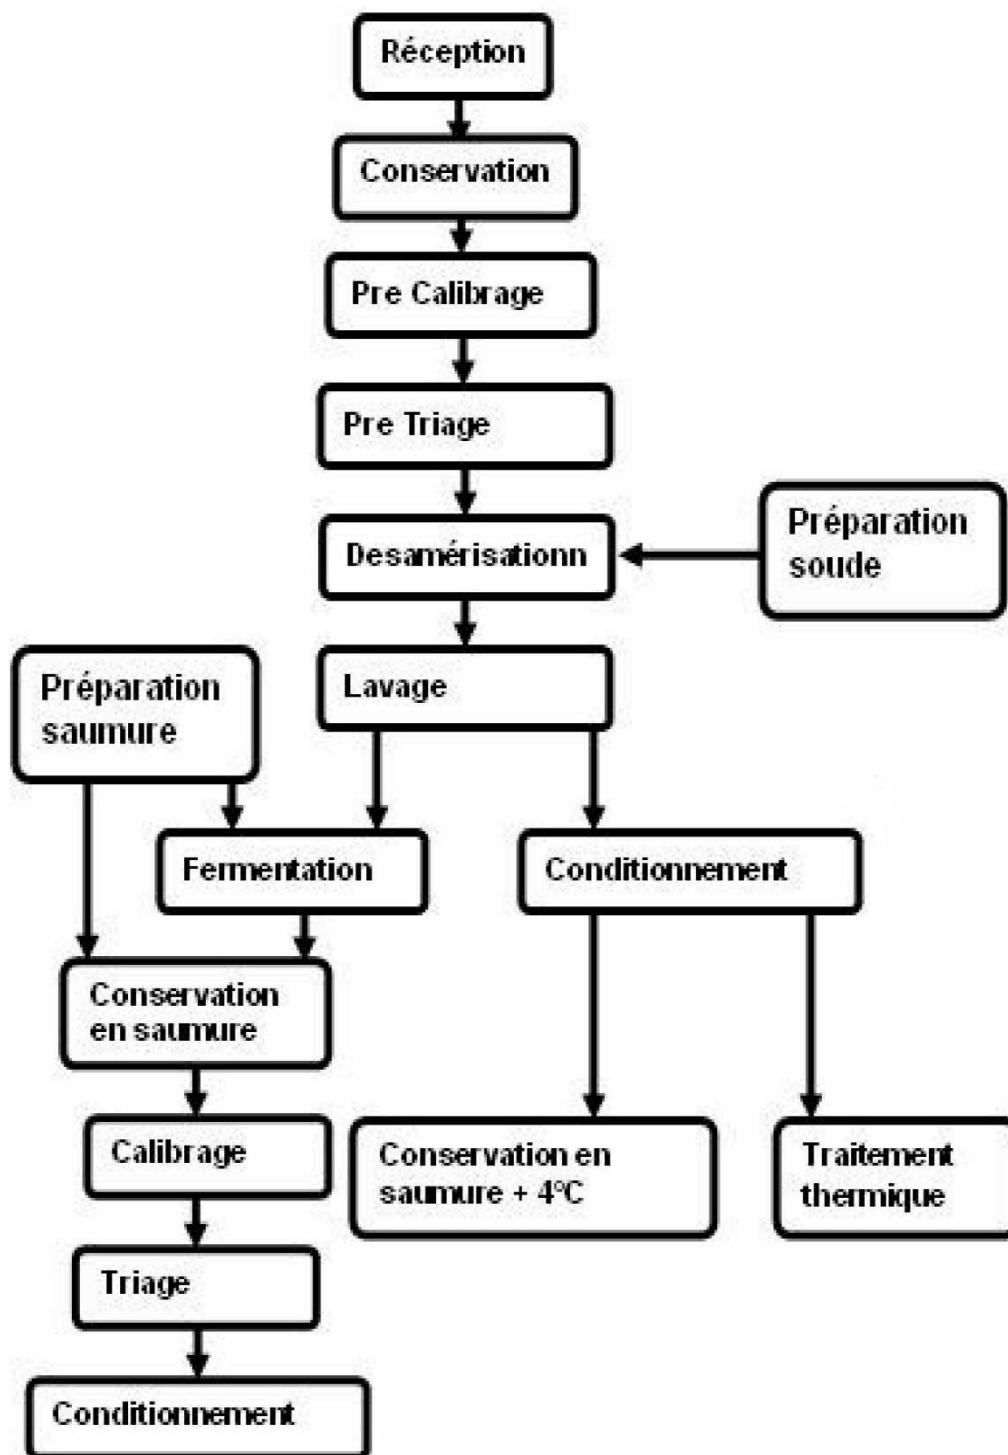 Réception
Conservation
Pre Calibrage
Pre Triage
Desamérisationn
Préparation
soude
Lavage
Préparation
saumure
Fermentation
Conditionnement
Conservation
en saumure
Calibrage
Conservation en
saumure + 4°C
Traitement
thermique
Triage
Conditionnement